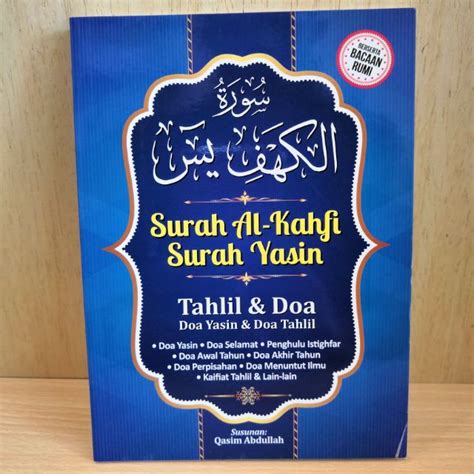 BERSERTA
BACAAN
RUMI
سورة
الكهف يس
Surah Al-Kahfi
Surah Yasin
Tahlil & Doa
Doa Yasin & Doa Tahlil
• Doa Yasin • Doa Selamat • Penghulu Istighfar
• Doa Awal Tahun • Doa Akhir Tahun
• Doa Perpisahan • Doa Menuntut Ilmu
• Kaifiat Tahlil & Lain-lain
Susunan:
Qasim Abdullah